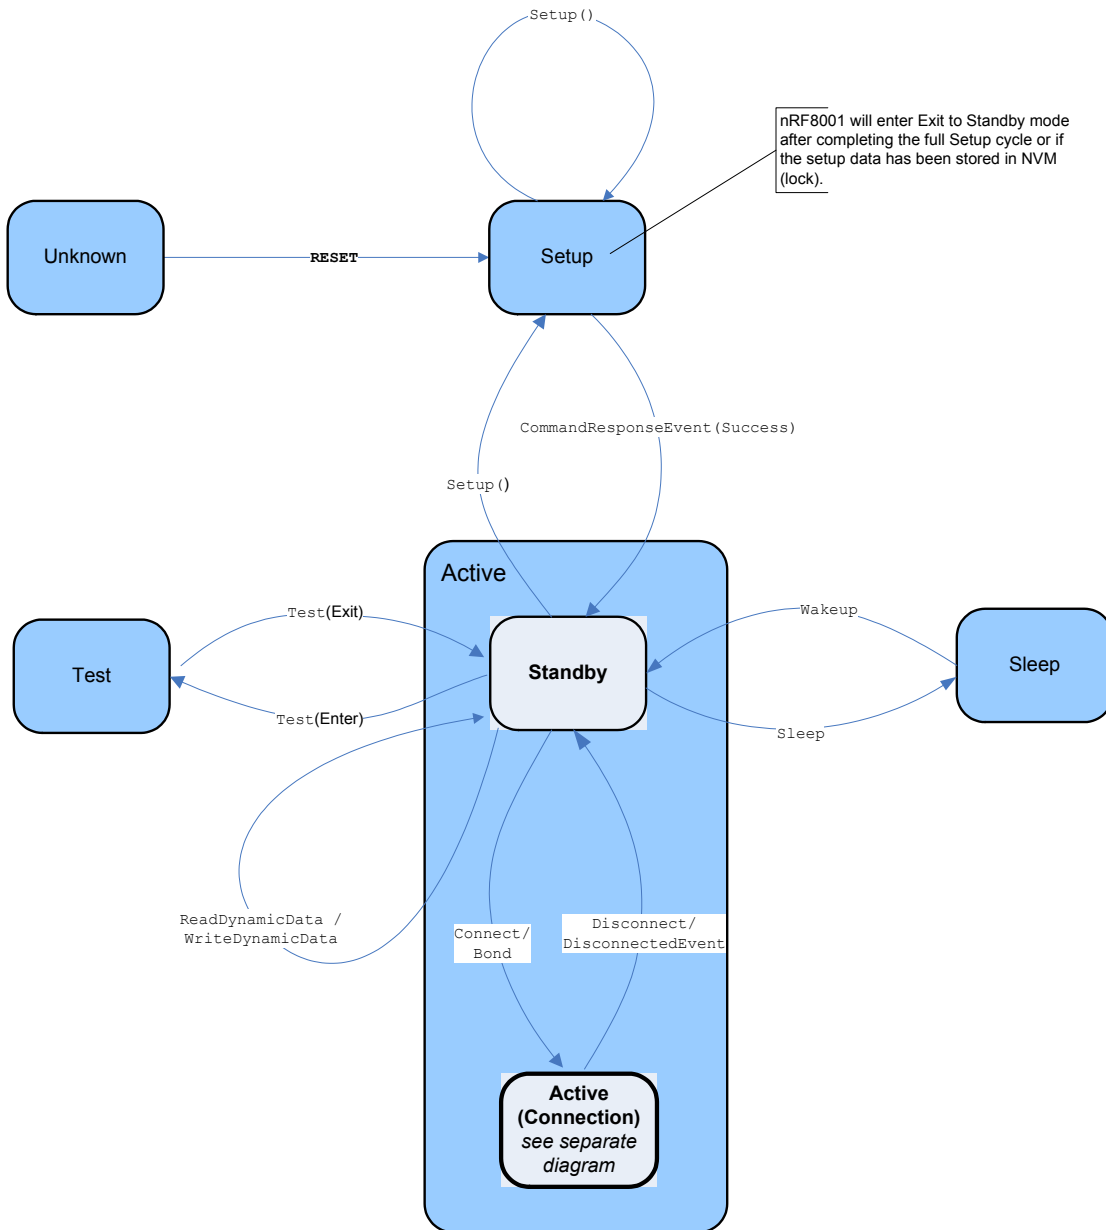 Setup()
nRF8001 will enter Exit to Standby mode
after completing the full Setup cycle or if
the setup data has been stored in NVM
(lock).
Unknown
RESET
Setup
CommandResponseEvent(Success)
Setup()
Active
Test(Exit)
Wakeup
Test
Standby
Sleep
Test(Enter)
Sleep
ReadDynamicData /
WriteDynamicData
Connect/
Bond
Disconnect/
DisconnectedEvent
Active
(Connection)
see separate
diagram